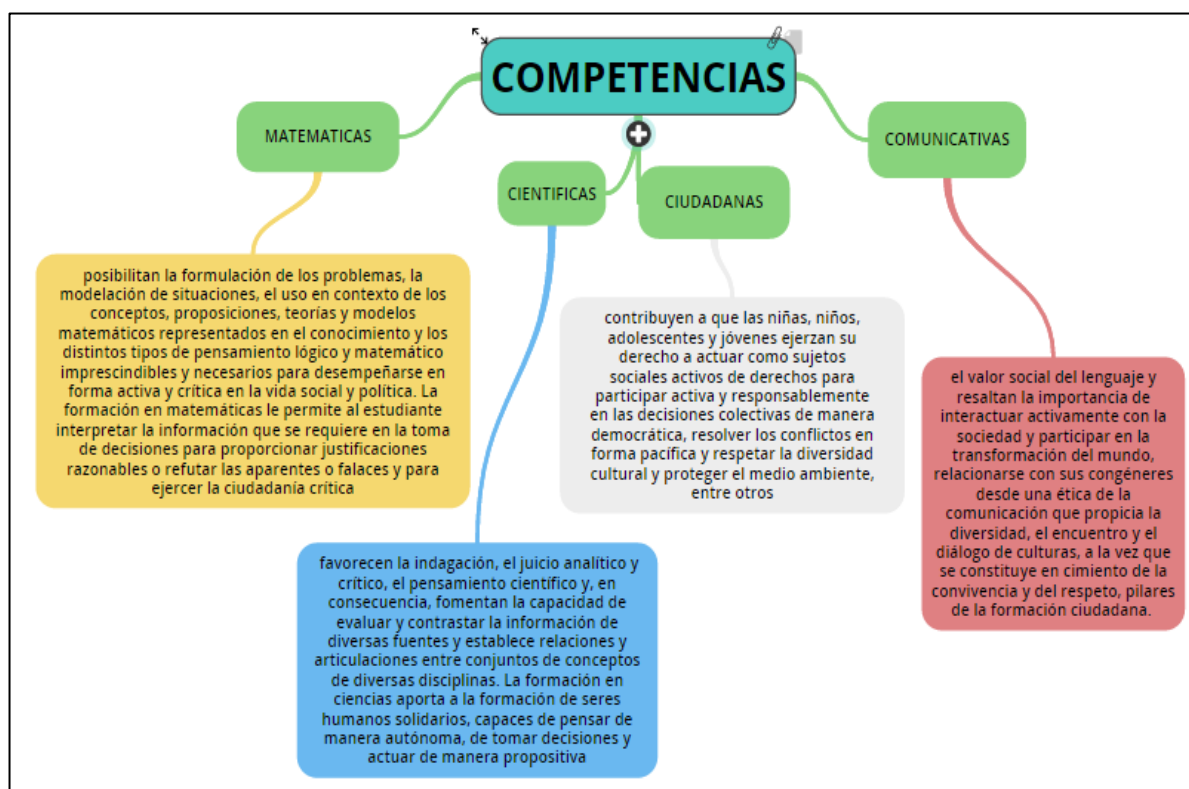 COMPETENCIAS
MATEMATICAS
COMUNICATIVAS
CIENTIFICAS
CIUDADANAS
posibilitan la formulación de los problemas, la
modelación de situaciones, el uso en contexto de los
conceptos, proposiciones, teorías y modelos
matemáticos representados en el conocimiento y los
distintos tipos de pensamiento lógico y matemático
imprescindibles y necesarios para desempeñarse en
forma activa y crítica en la vida social y política. La
formación en matemáticas le permite al estudiante
interpretar la información que se requiere en la toma
de decisiones para proporcionar justificaciones
razonables o refutar las aparentes o falaces y para
ejercer la ciudadanía crítica
favorecen la indagación, el juicio analítico y
crítico, el pensamiento científico y, en
consecuencia, fomentan la capacidad de
evaluar y contrastar la información de
diversas fuentes y establece relaciones y
articulaciones entre conjuntos de conceptos
de diversas disciplinas. La formación en
ciencias aporta a la formación de seres
humanos solidarios, capaces de pensar de
manera autónoma, de tomar decisiones y
actuar de manera propositiva
contribuyen a que las niñas, niños,
adolescentes y jóvenes ejerzan su
derecho a actuar como sujetos
sociales activos de derechos para
participar activa y responsablemente
en las decisiones colectivas de manera
democrática, resolver los conflictos en
forma pacífica y respetar la diversidad
cultural y proteger el medio ambiente,
entre otros
el valor social del lenguaje y
resaltan la importancia de
interactuar activamente con la
sociedad y participar en la
transformación del mundo,
relacionarse con sus congéneres
desde una ética de la
comunicación que propicia la
diversidad, el encuentro y el
diálogo de culturas, a la vez que
se constituye en cimiento de la
convivencia y del respeto, pilares
de la formación ciudadana.